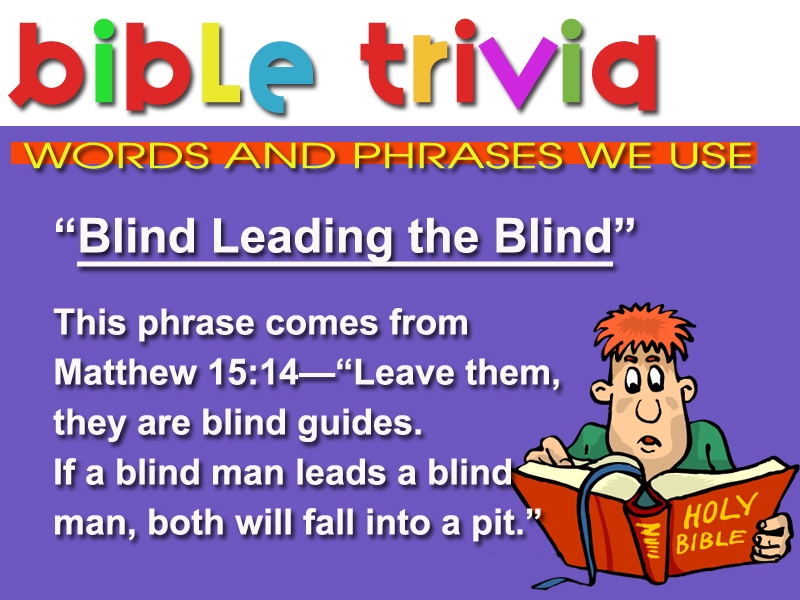 bible trivia
WORDS AND PHRASES WE USE
“Blind Leading the Blind”
This phrase comes from
Matthew 15:14—“Leave them,
they are blind guides.
If a blind man leads a blind
man, both will fall into a pit.”
HOLY
BIBLE